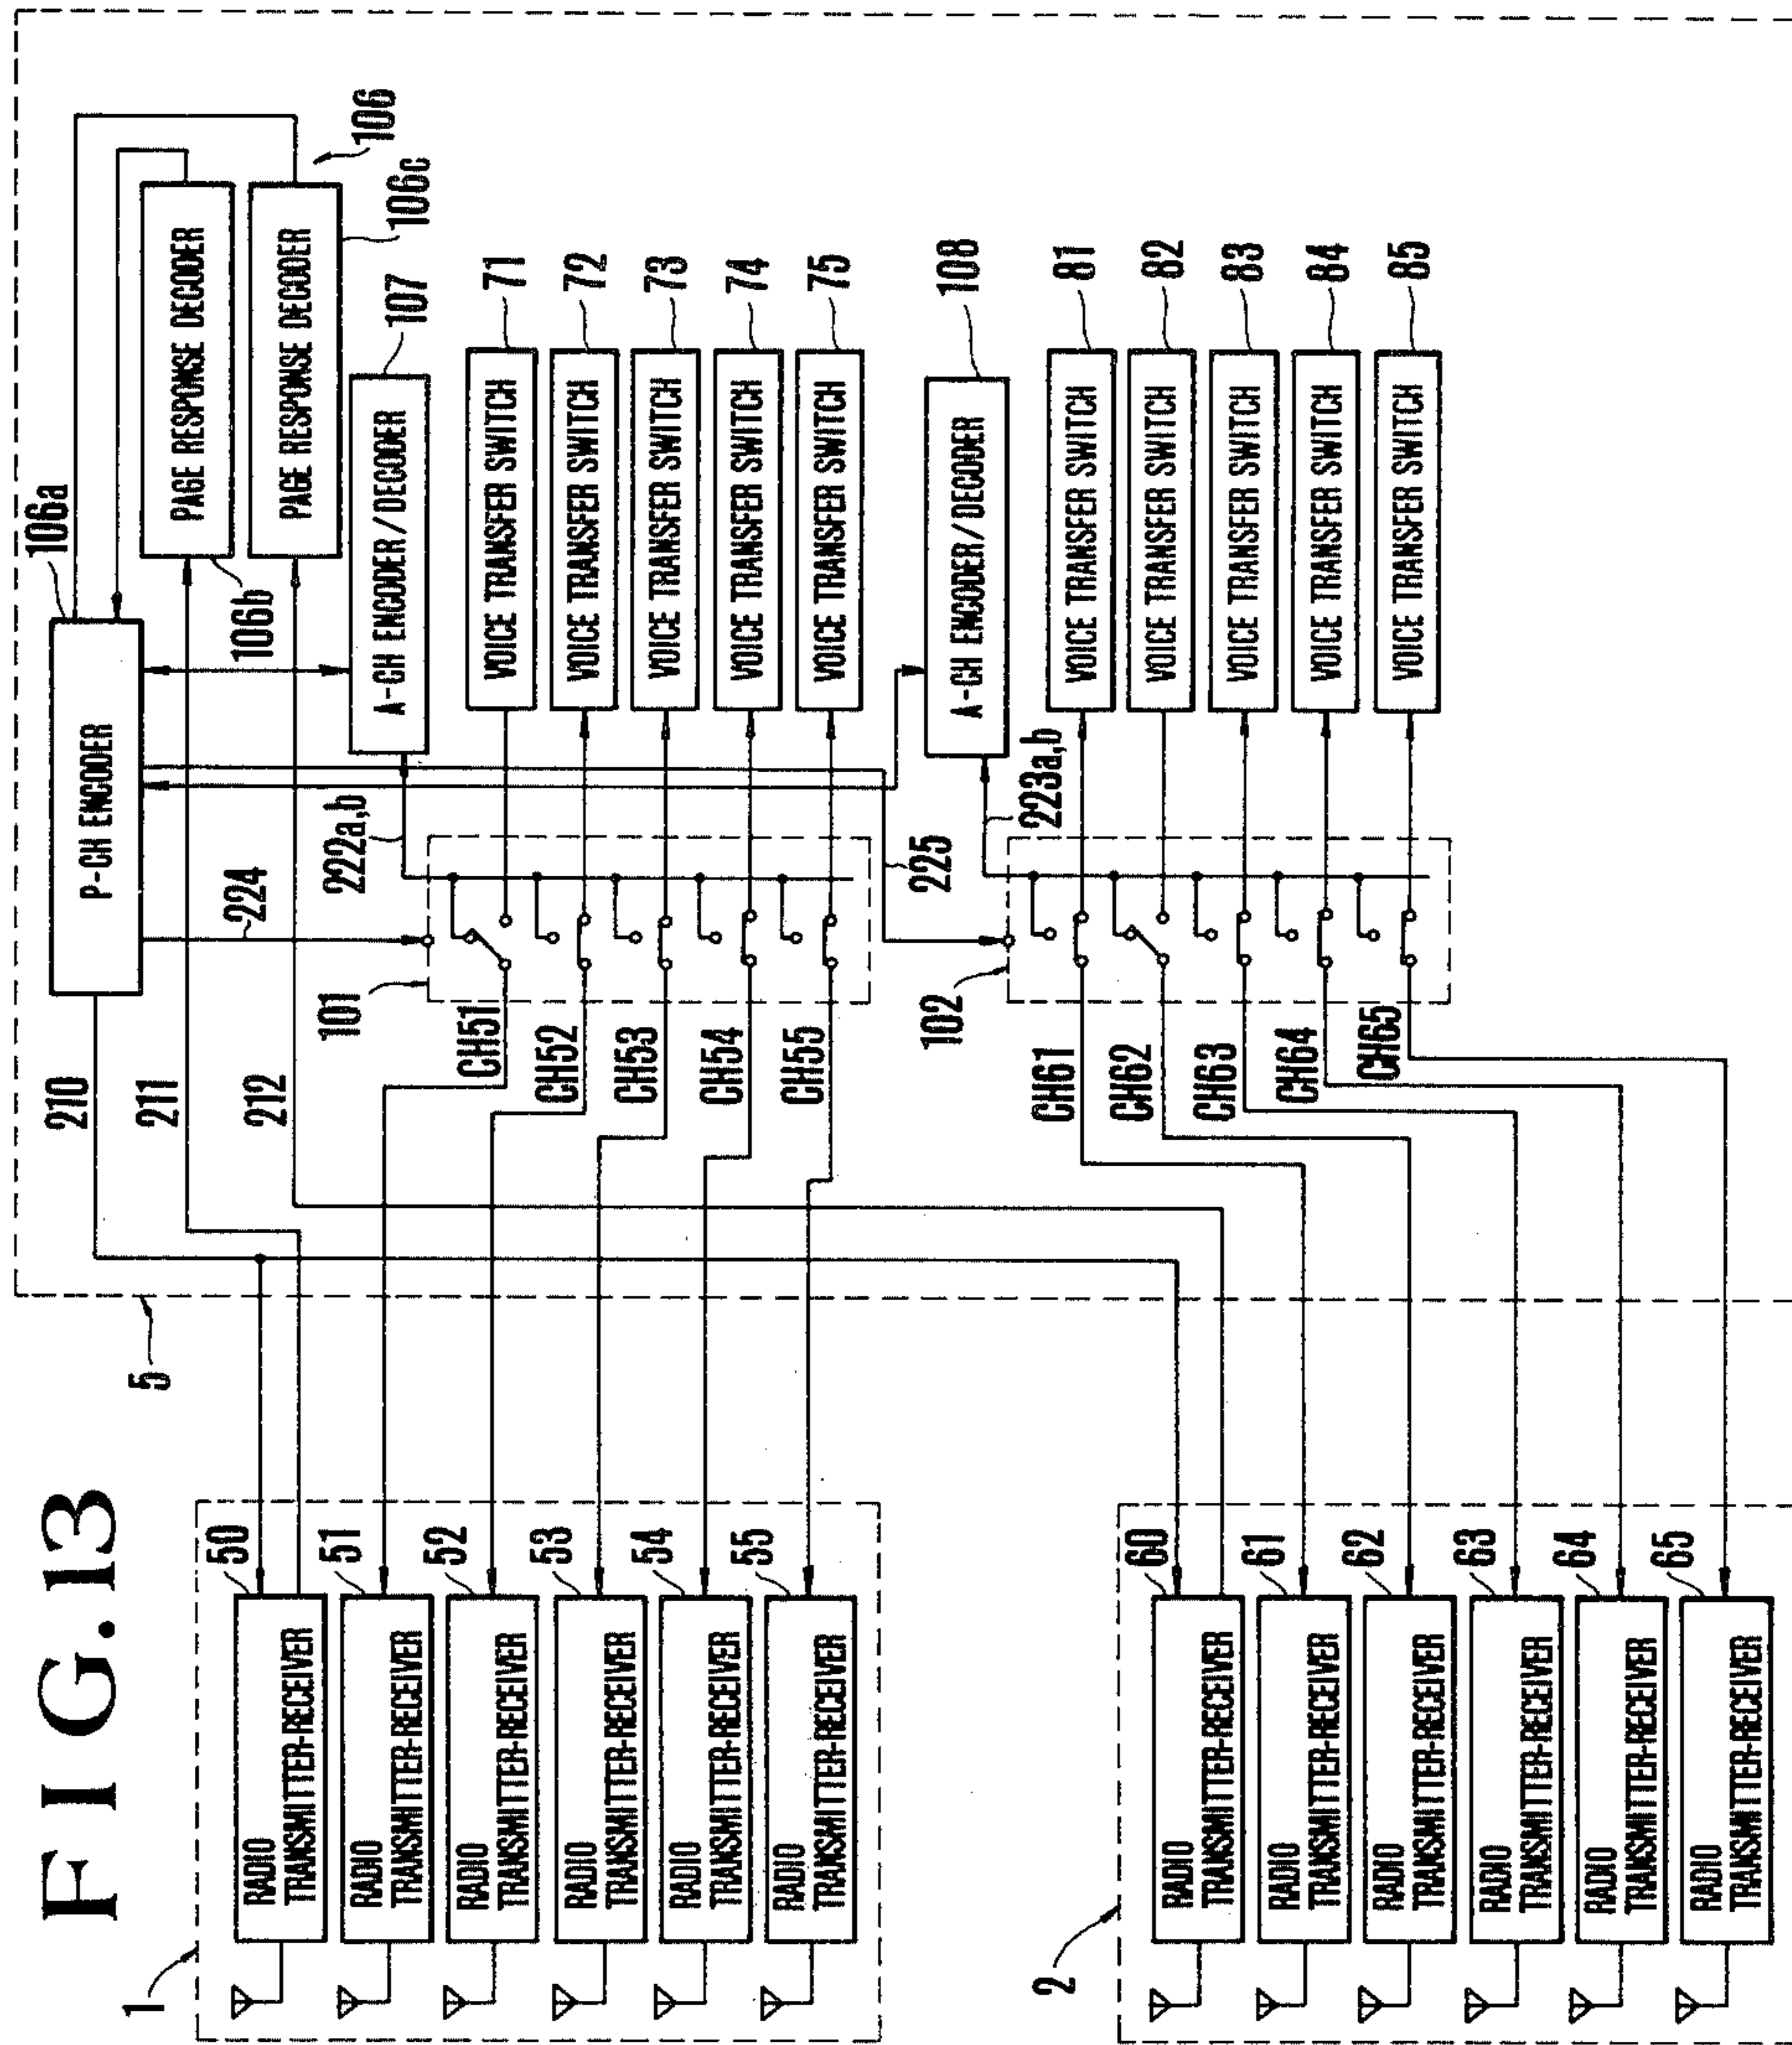 FIG.13
1
RADIO
TRANSMITTER-RECEIVER
50
RADIO
TRANSMITTER-RECEIVER
51
RADIO
TRANSMITTER-RECEIVER
52
RADIO
TRANSMITTER-RECEIVER
53
RADIO
TRANSMITTER-RECEIVER
54
RADIO
TRANSMITTER-RECEIVER
55
2
RADIO
TRANSMITTER-RECEIVER
60
RADIO
TRANSMITTER-RECEIVER
61
RADIO
TRANSMITTER-RECEIVER
62
RADIO
TRANSMITTER-RECEIVER
63
RADIO
TRANSMITTER-RECEIVER
64
RADIO
TRANSMITTER-RECEIVER
65
5
210
211
212
P-CH ENCODER
106a
PAGE RESPONSE DECODER
106b
PAGE RESPONSE DECODER
106c
106
224
A-CH ENCODER/DECODER
107
222a,b
101
CH51
CH52
CH53
CH54
CH55
VOICE TRANSFER SWITCH
71
VOICE TRANSFER SWITCH
72
VOICE TRANSFER SWITCH
73
VOICE TRANSFER SWITCH
74
VOICE TRANSFER SWITCH
75
225
A-CH ENCODER/DECODER
108
223a,b
102
CH61
CH62
CH63
CH64
CH65
VOICE TRANSFER SWITCH
81
VOICE TRANSFER SWITCH
82
VOICE TRANSFER SWITCH
83
VOICE TRANSFER SWITCH
84
VOICE TRANSFER SWITCH
85